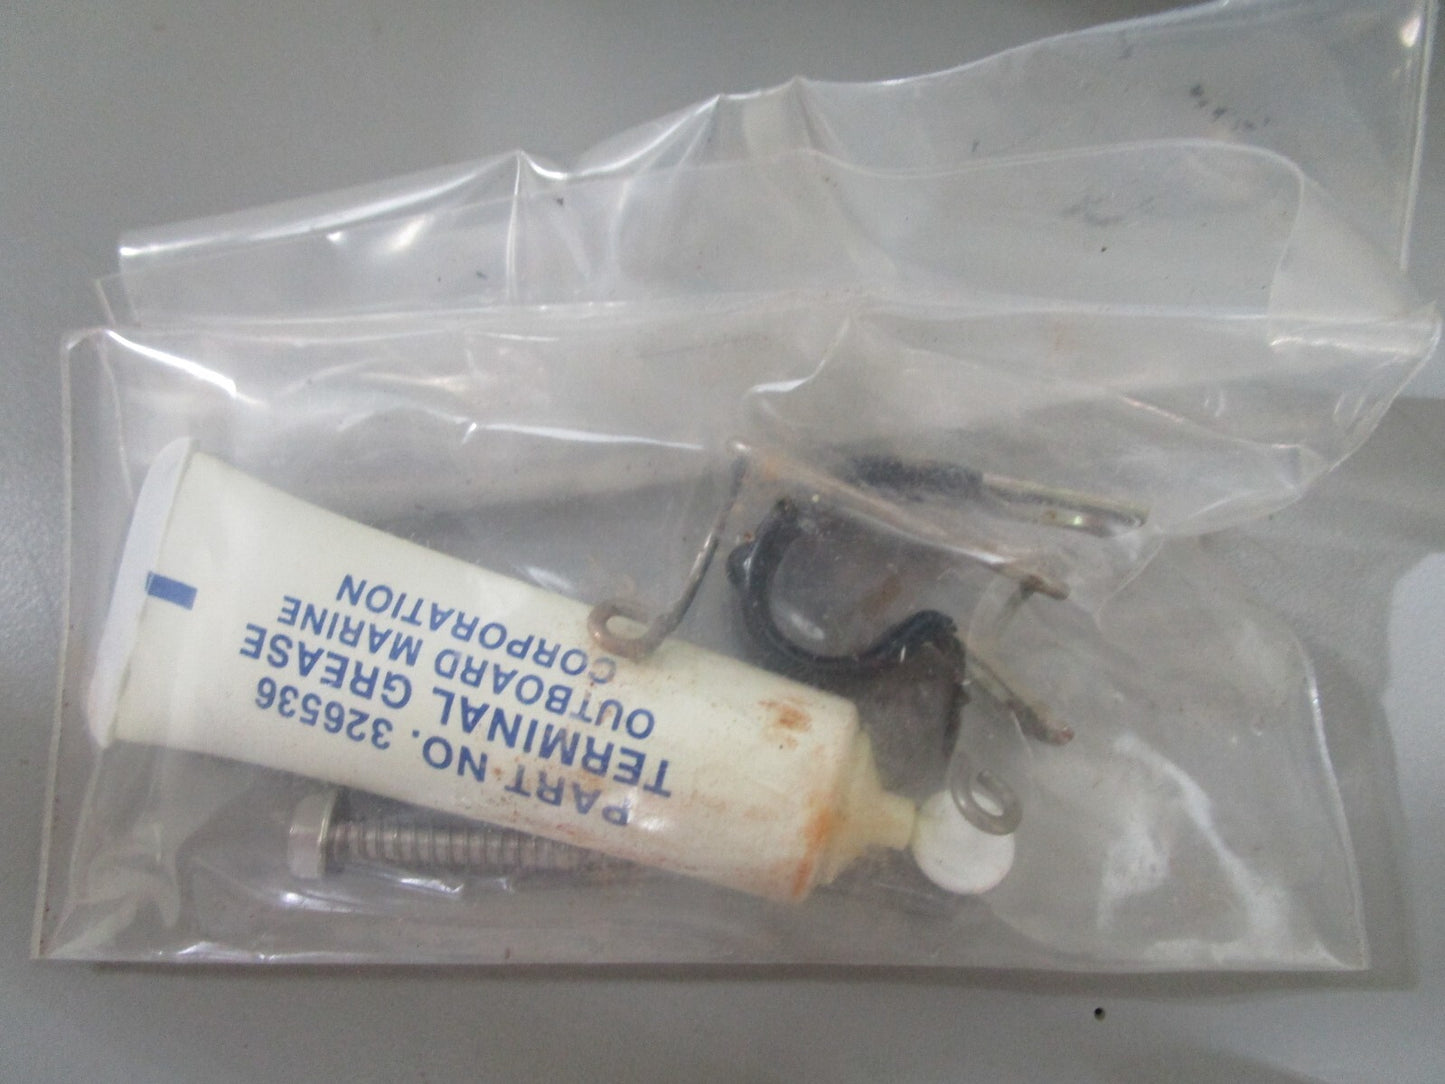 PART NO. 326536
TERMINAL GREASE
OUTBOARD MARINE
CORPORATION